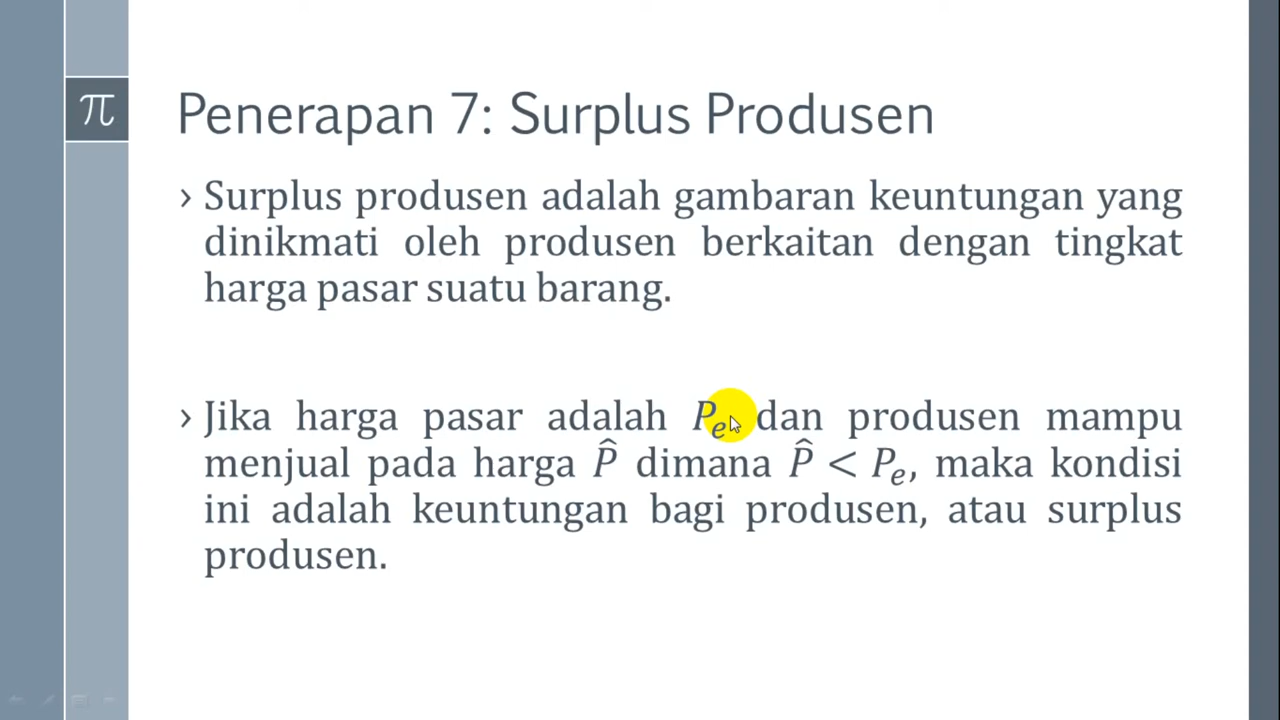 π
Penerapan 7: Surplus Produsen
› Surplus produsen adalah gambaran keuntungan yang
dinikmati oleh produsen berkaitan dengan tingkat
harga pasar suatu barang.
› Jika harga pasar adalah Pₑ dan produsen mampu
menjual pada harga P̂ dimana P̂ < Pₑ, maka kondisi
ini adalah keuntungan bagi produsen, atau surplus
produsen.